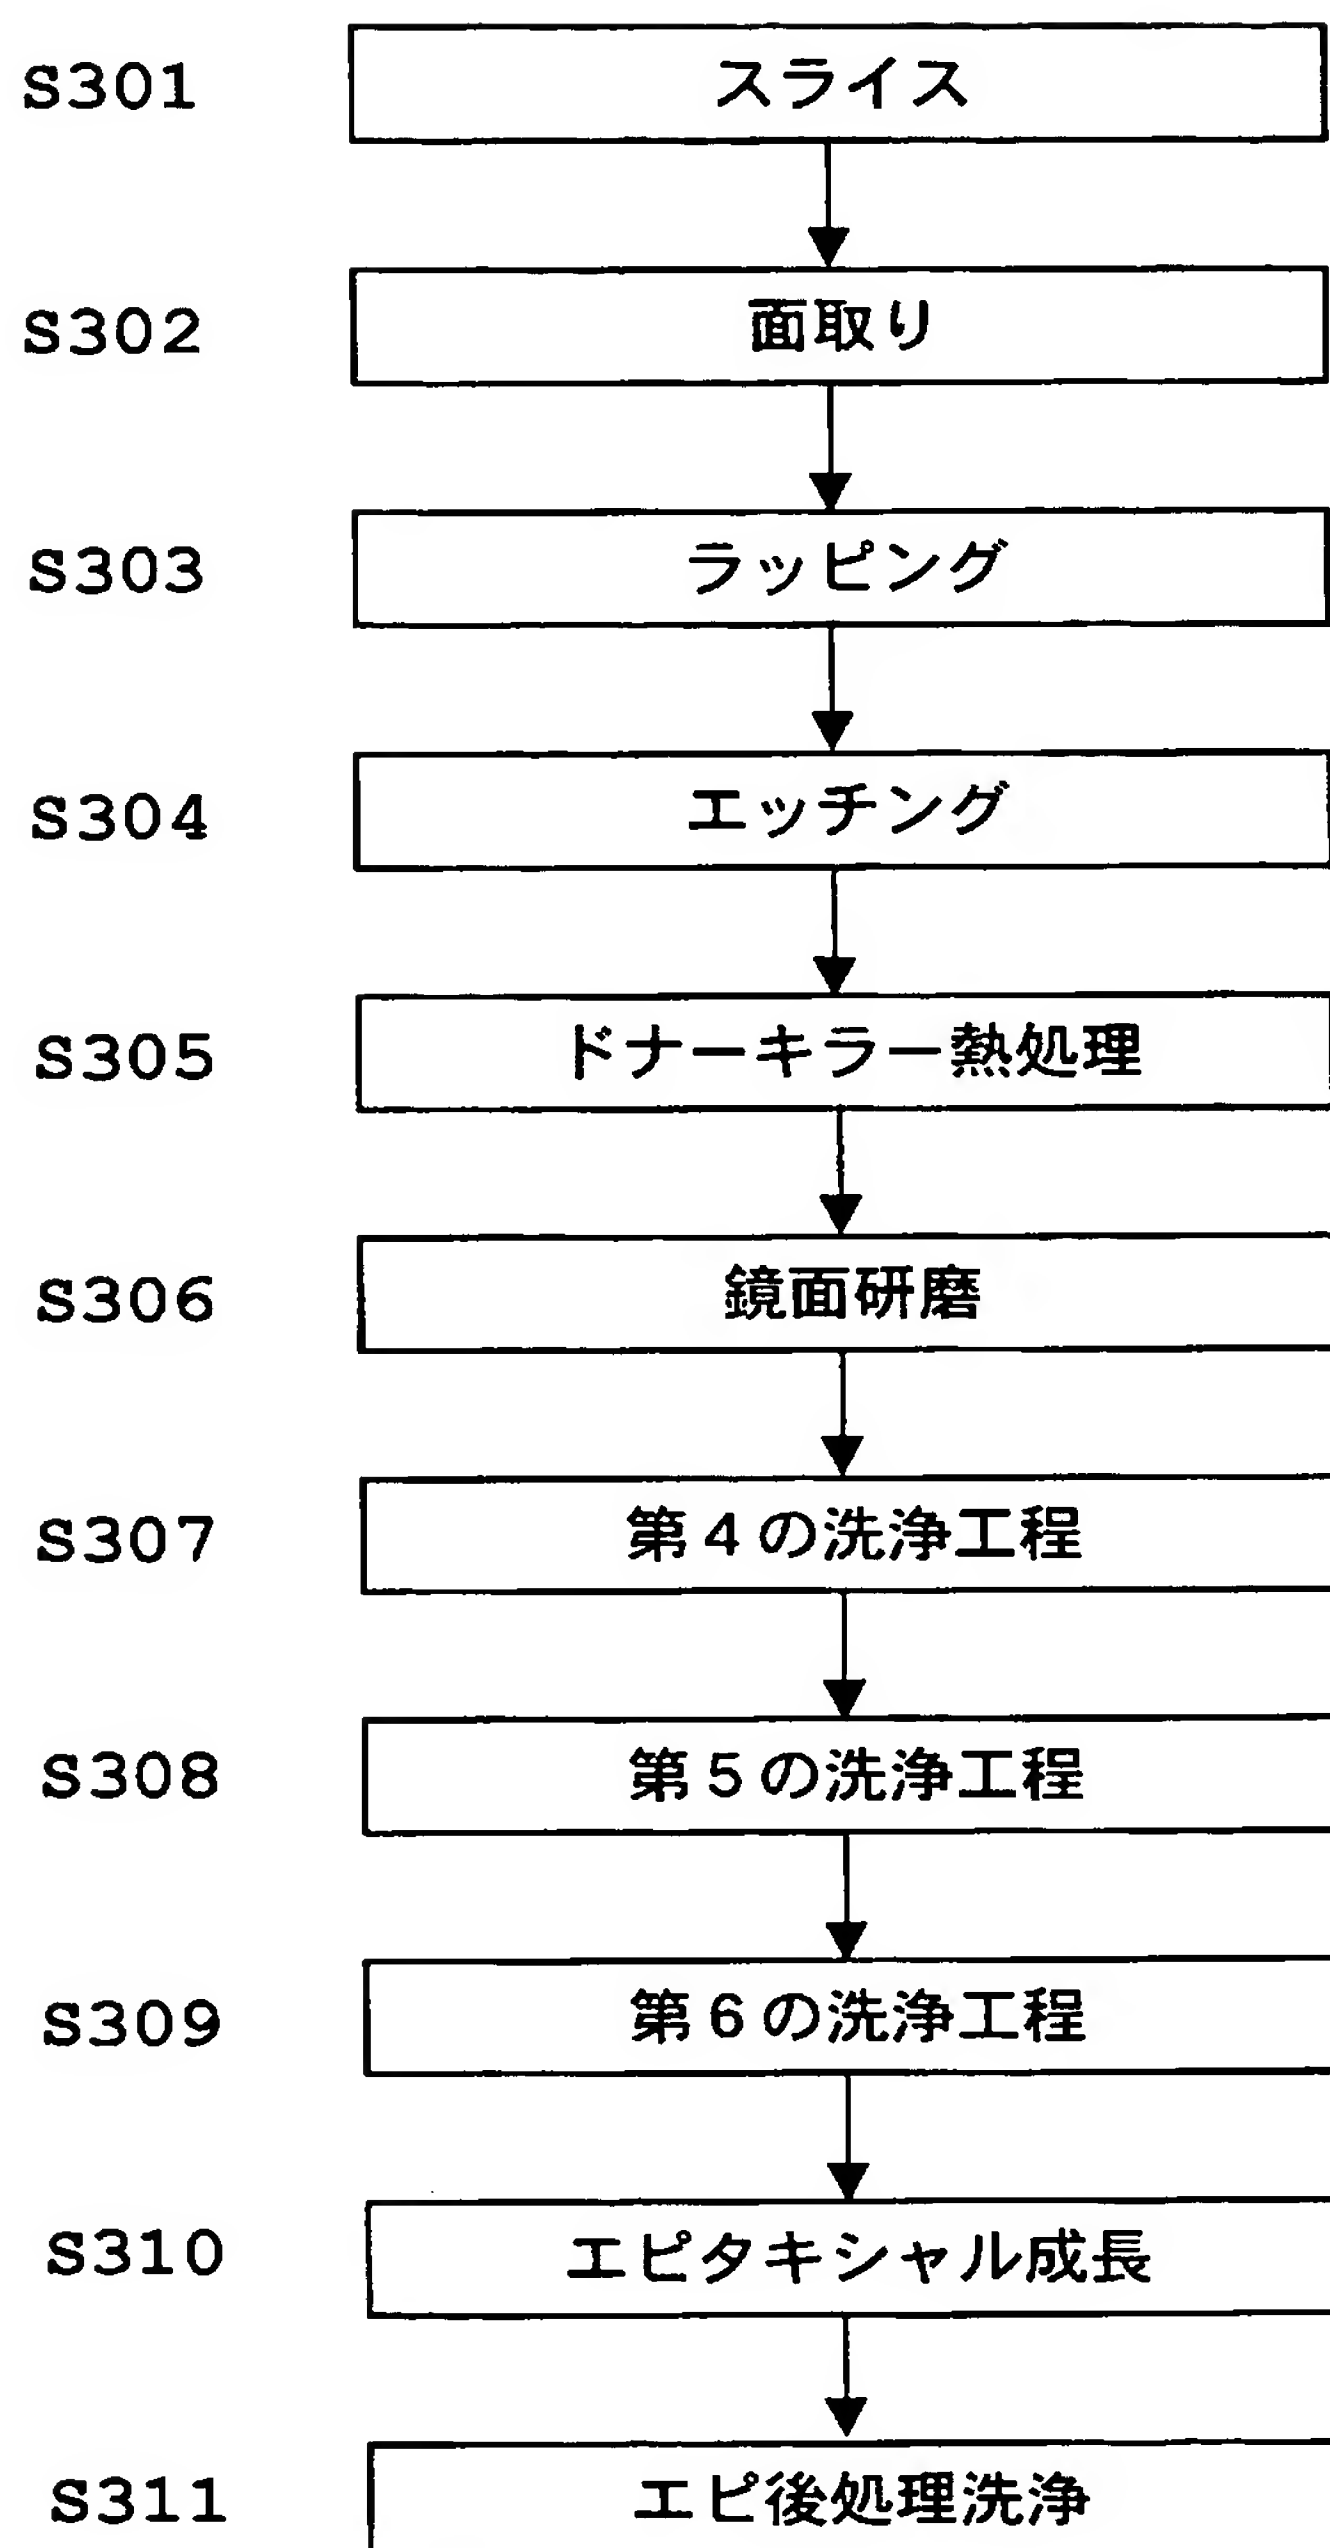 S301 スライス
S302 面取り
S303 ラッピング
S304 エッチング
S305 ドナーキラー熱処理
S306 鏡面研磨
S307 第4の洗浄工程
S308 第5の洗浄工程
S309 第6の洗浄工程
S310 エピタキシャル成長
S311 エピ後処理洗浄